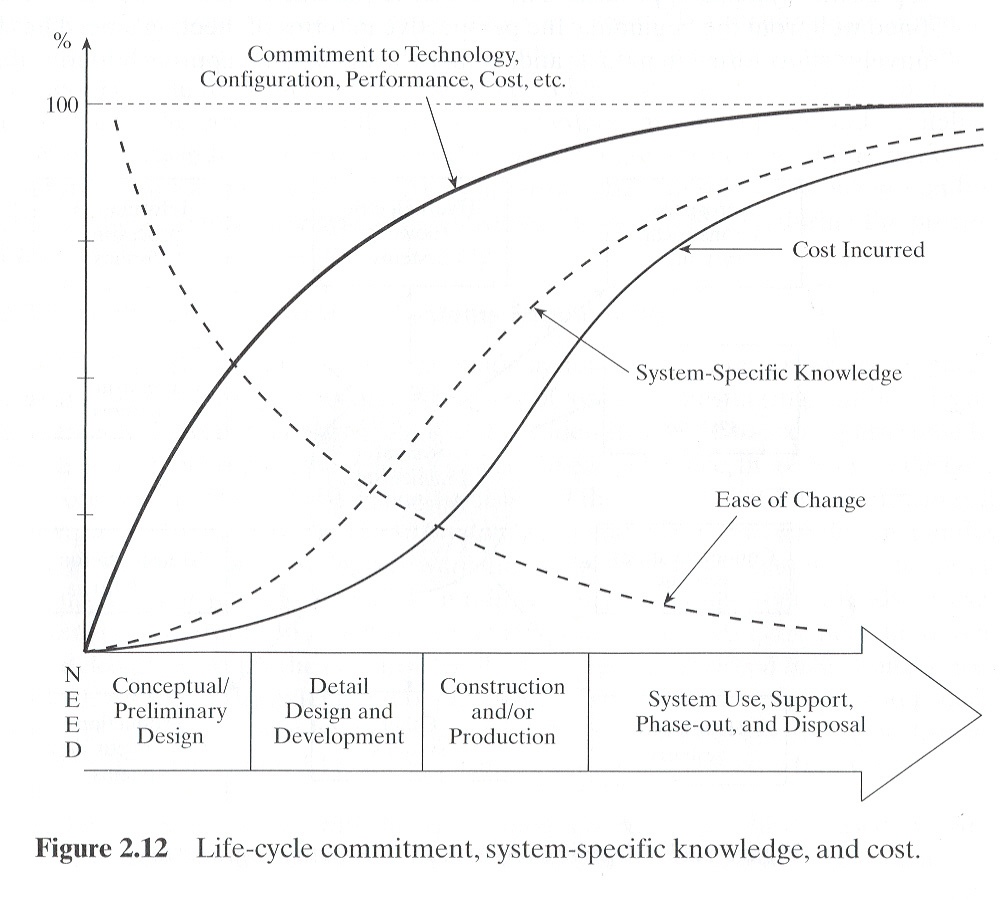 %
Commitment to Technology,
Configuration, Performance, Cost, etc.
100
Cost Incurred
System-Specific Knowledge
Ease of Change
NEED
Conceptual/
Preliminary
Design
Detail
Design and
Development
Construction
and/or
Production
System Use, Support,
Phase-out, and Disposal
Figure 2.12 Life-cycle commitment, system-specific knowledge, and cost.